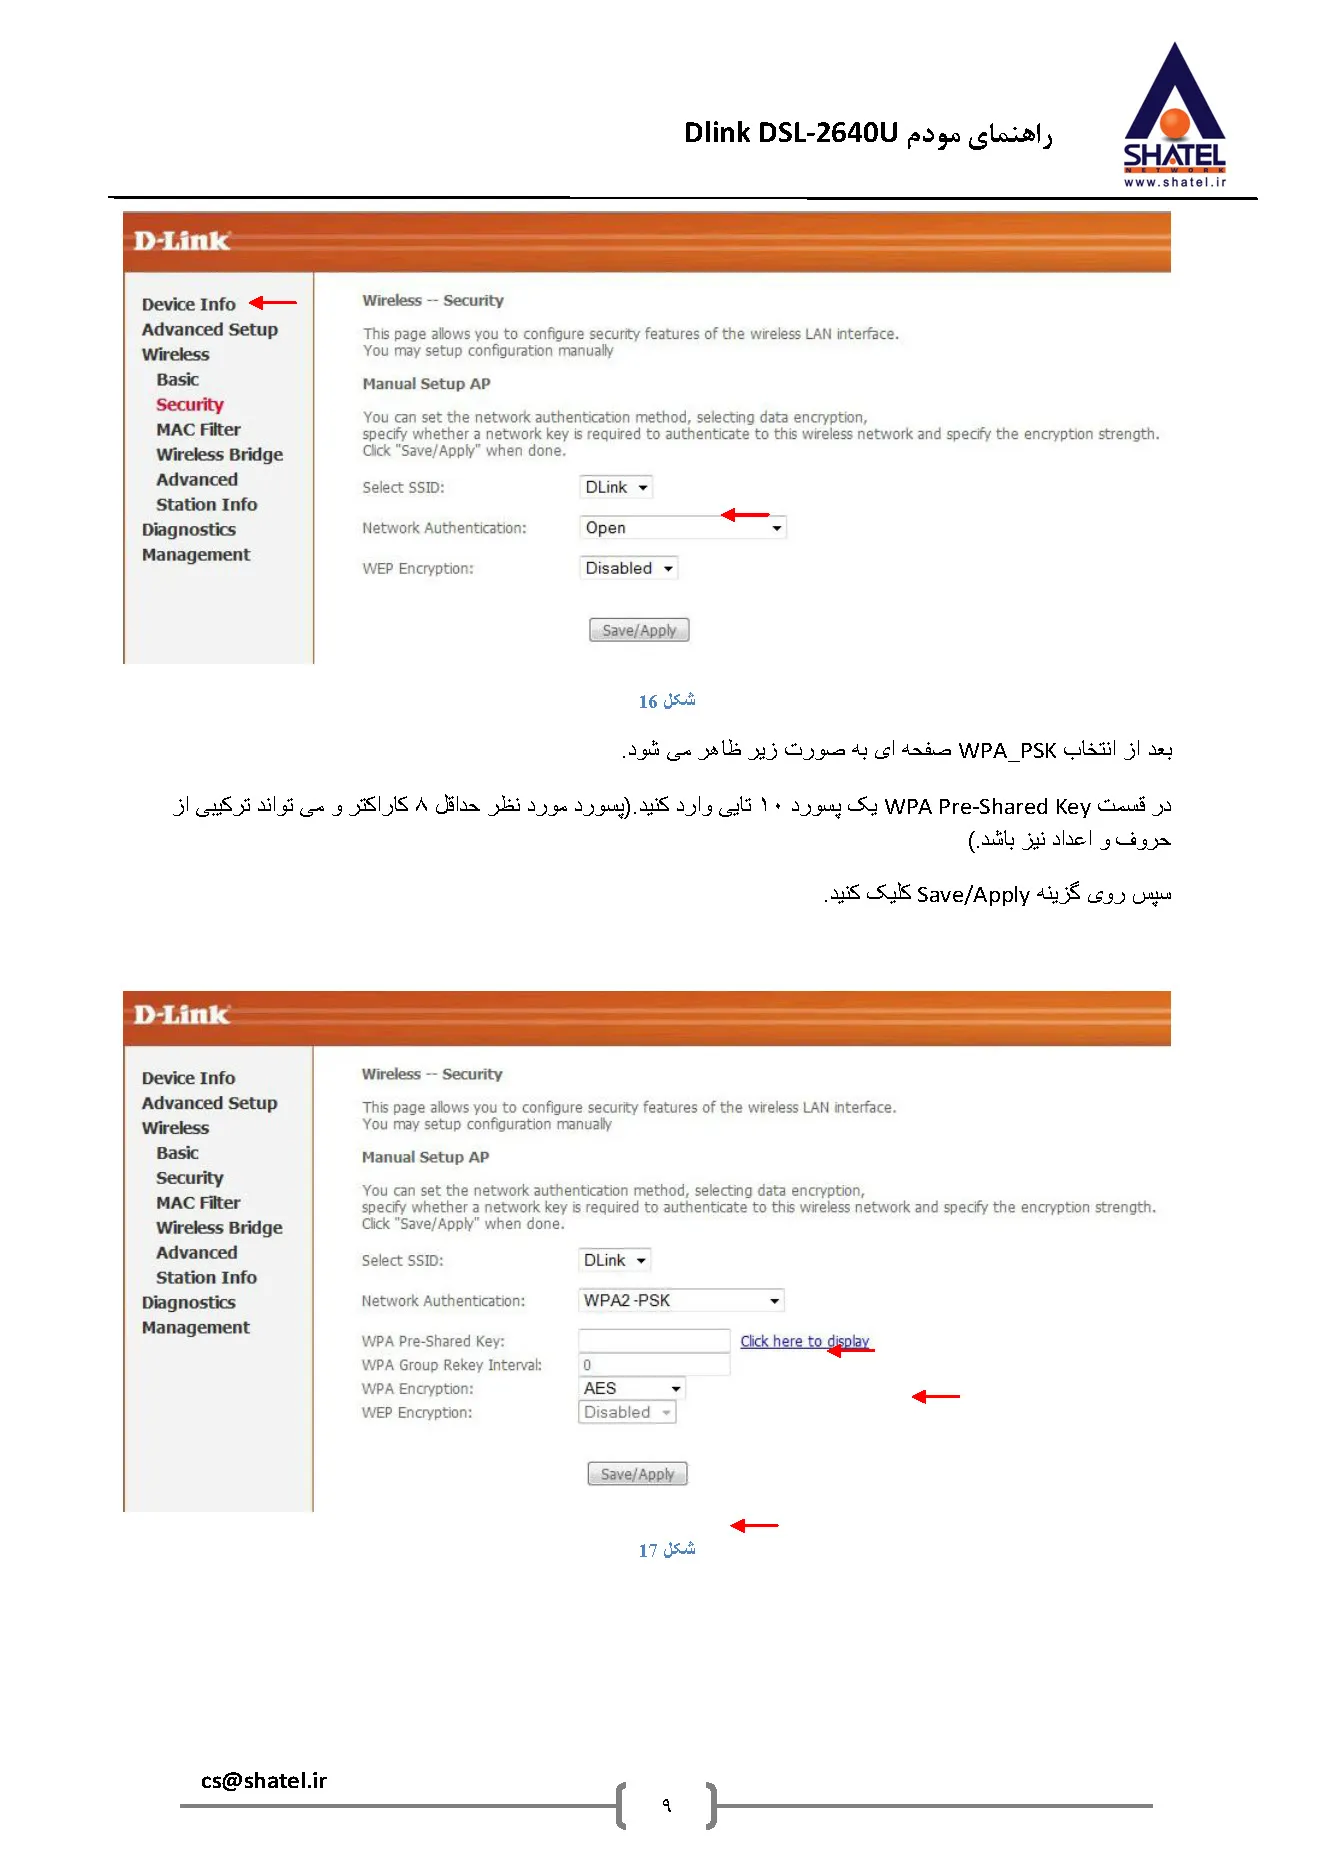 راهنمای مودم Dlink DSL-2640U
SHATEL
NETWORK
www.shatel.ir
D-Link
Device Info
Advanced Setup
Wireless
Basic
Security
MAC Filter
Wireless Bridge
Advanced
Station Info
Diagnostics
Management
Wireless -- Security
This page allows you to configure security features of the wireless LAN interface.
You may setup configuration manually
Manual Setup AP
You can set the network authentication method, selecting data encryption,
specify whether a network key is required to authenticate to this wireless network and specify the encryption strength.
Click "Save/Apply" when done.
Select SSID: DLink
Network Authentication: Open
WEP Encryption: Disabled
Save/Apply
شکل 16
بعد از انتخاب WPA_PSK صفحه ای به صورت زیر ظاهر می شود.
در قسمت WPA Pre-Shared Key یک پسورد ۱۰ تایی وارد کنید.(پسورد مورد نظر حداقل ۸ کاراکتر و می تواند ترکیبی از
حروف و اعداد نیز باشد.)
سپس روی گزینه Save/Apply کلیک کنید.
D-Link
Device Info
Advanced Setup
Wireless
Basic
Security
MAC Filter
Wireless Bridge
Advanced
Station Info
Diagnostics
Management
Wireless -- Security
This page allows you to configure security features of the wireless LAN interface.
You may setup configuration manually
Manual Setup AP
You can set the network authentication method, selecting data encryption,
specify whether a network key is required to authenticate to this wireless network and specify the encryption strength.
Click "Save/Apply" when done.
Select SSID: DLink
Network Authentication: WPA2 -PSK
WPA Pre-Shared Key: Click here to display
WPA Group Rekey Interval: 0
WPA Encryption: AES
WEP Encryption: Disabled
Save/Apply
شکل 17
cs@shatel.ir
۹